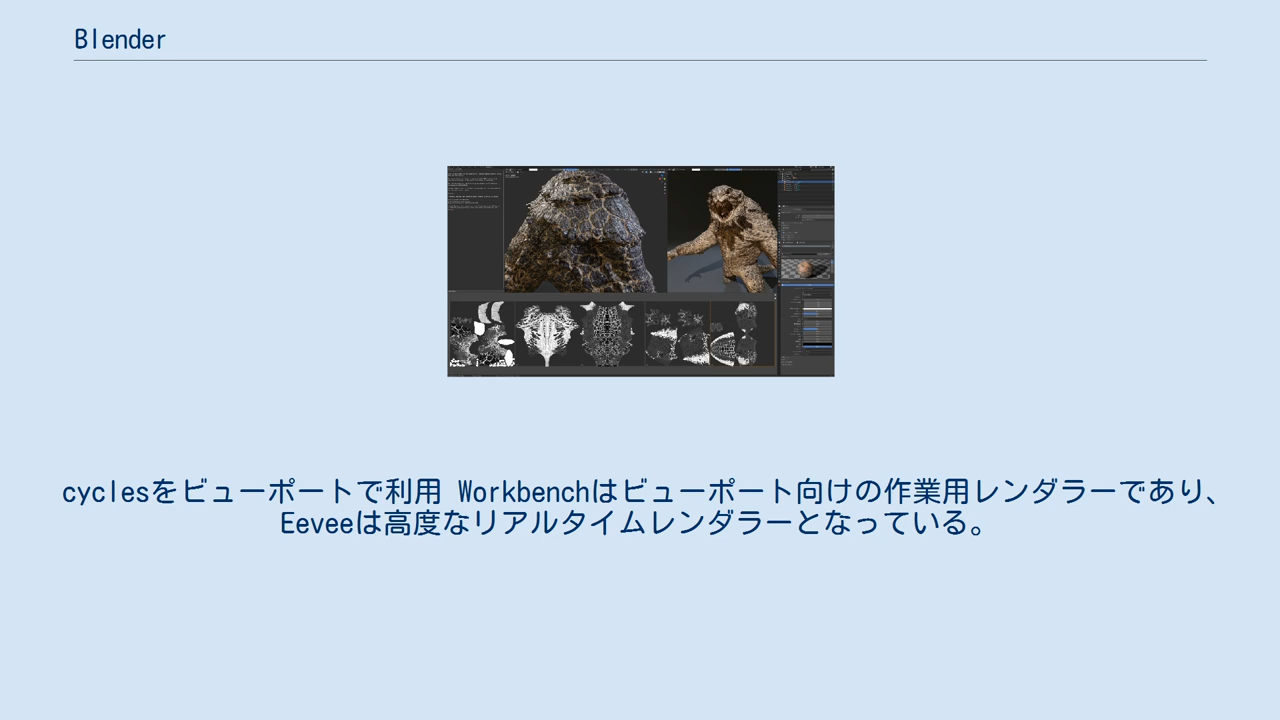 Blender
cyclesをビューポートで利用 Workbenchはビューポート向けの作業用レンダラーであり、
Eeveeは高度なリアルタイムレンダラーとなっている。